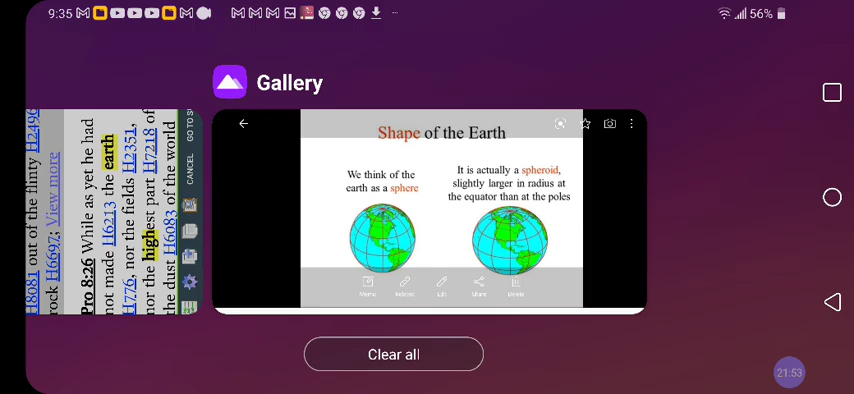 9:35
56%
Gallery
H8081 out of the flinty H2496
rock H6697; View more
Pro 8:26 While as yet he had
not made H6213 the earth
H776, nor the fields H2351,
nor the highest part H7218 of
the dust H6083 of the world
CANCEL GO TO
Shape of the Earth
We think of the
earth as a sphere
It is actually a spheroid,
slightly larger in radius at
the equator than at the poles
Memo
Edit
Share
Delete
Clear all
21:53